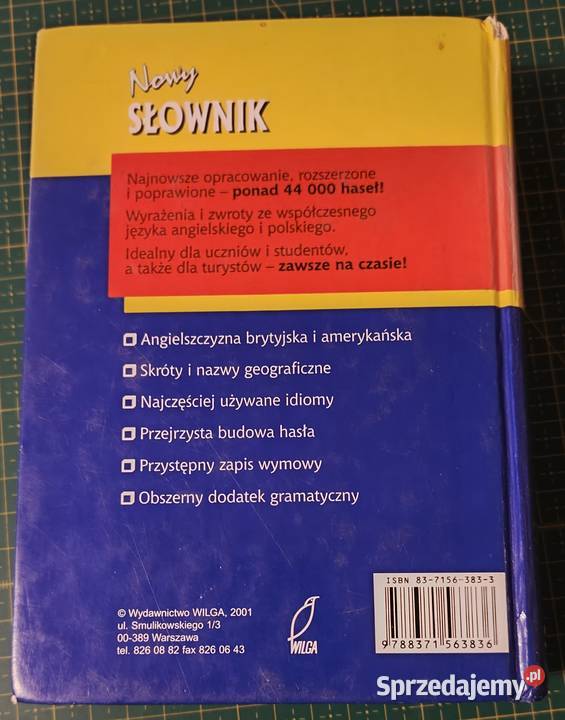 Nowy
SŁOWNIK
Najnowsze opracowanie, rozszerzone
i poprawione – ponad 44 000 haseł!
Wyrażenia i zwroty ze współczesnego
języka angielskiego i polskiego.
Idealny dla uczniów i studentów,
a także dla turystów – zawsze na czasie!
Angielszczyzna brytyjska i amerykańska
Skróty i nazwy geograficzne
Najczęściej używane idiomy
Przejrzysta budowa hasła
Przystępny zapis wymowy
Obszerny dodatek gramatyczny
© Wydawnictwo WILGA, 2001
ul. Smulikowskiego 1/3
00-389 Warszawa
tel. 826 08 82 fax 826 06 43
WILGA
ISBN 83-7156-383-3
9 788371 563836
Sprzedajemy.pl